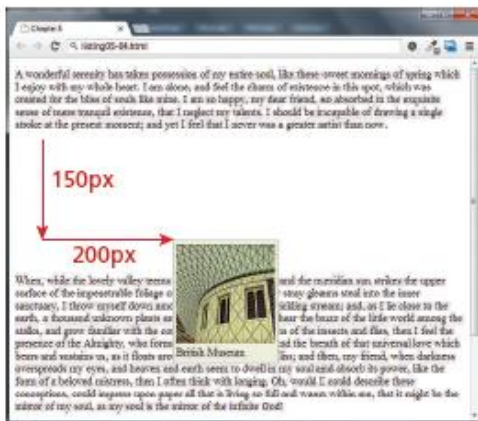 Chapter 5
listing05-04.html
A wonderful serenity has taken possession of my entire soul, like these sweet mornings of spring which
I enjoy with my whole heart. I am alone, and feel the charm of existence in this spot, which was
created for the bliss of souls like mine. I am so happy, my dear friend, so absorbed in the exquisite
sense of mere tranquil existence, that I neglect my talents. I should be incapable of drawing a single
stroke at the present moment; and yet I feel that I never was a greater artist than now.
150px
200px
When, while the lovely valley teems and the meridian sun strikes the upper
surface of the impenetrable foliage o stray gleams steal into the inner
sanctuary, I throw myself down amo ickling stream; and, as I lie close to the
earth, a thousand unknown plants ar hear the buzz of the little world among the
stalks, and grow familiar with the co s of the insects and flies, then I feel the
presence of the Almighty, who form nd the breath of that universal love which
bears and sustains us, as it floats aro liss; and then, my friend, when darkness
British Museum
overspreads my eyes, and heaven and earth seem to dwell in my soul and absorb its power, like the
form of a beloved mistress, then I often think with longing, Oh, would I could describe these
conceptions, could impress upon paper all that is living so full and warm within me, that it might be the
mirror of my soul, as my soul is the mirror of the infinite God!